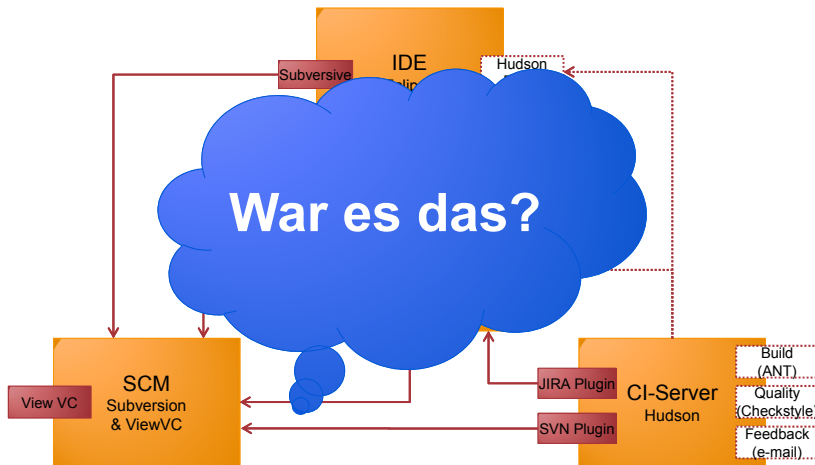 IDE
Subversive
Hudson
War es das?
SCM
Subversion
& ViewVC
View VC
JIRA Plugin
SVN Plugin
CI-Server
Hudson
Build
(ANT)
Quality
(Checkstyle)
Feedback
(e-mail)